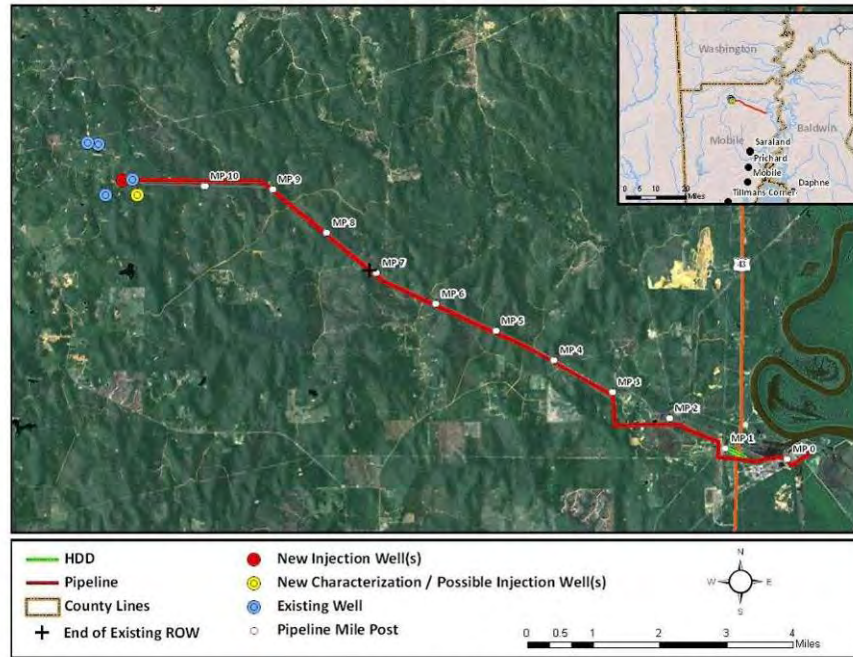 Washington
Baldwin
Mobile
Saraland
Prichard
Mobile
Tillmans Corner
Daphne
0 5 10 20
Miles
MP 10
MP 9
MP 8
MP 7
43
MP 6
MP 5
MP 4
MP 3
MP 2
MP 1
MP 0
HDD
Pipeline
County Lines
End of Existing ROW
New Injection Well(s)
New Characterization / Possible Injection Well(s)
Existing Well
Pipeline Mile Post
N
W E
S
0 0.5 1 2 3 4
Miles